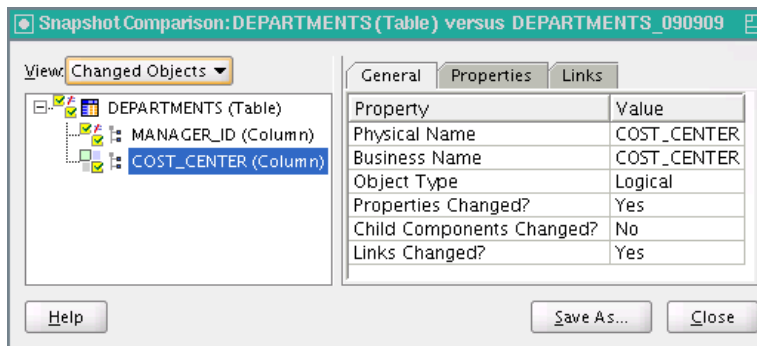 Snapshot Comparison: DEPARTMENTS (Table) versus DEPARTMENTS_090909
View: Changed Objects
DEPARTMENTS (Table)
MANAGER_ID (Column)
COST_CENTER (Column)
General Properties Links
Property Value
Physical Name COST_CENTER
Business Name COST_CENTER
Object Type Logical
Properties Changed? Yes
Child Components Changed? No
Links Changed? Yes
Help Save As... Close